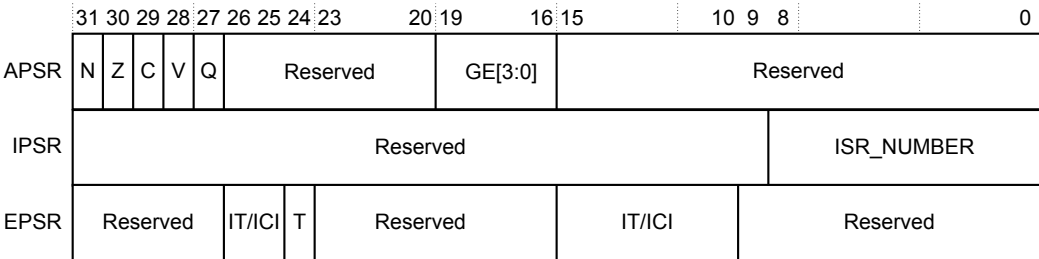 31 30 29 28 27 26 25 24 23 20 19 16 15 10 9 8 0
APSR N Z C V Q Reserved GE[3:0] Reserved
IPSR Reserved ISR_NUMBER
EPSR Reserved IT/ICI T Reserved IT/ICI Reserved